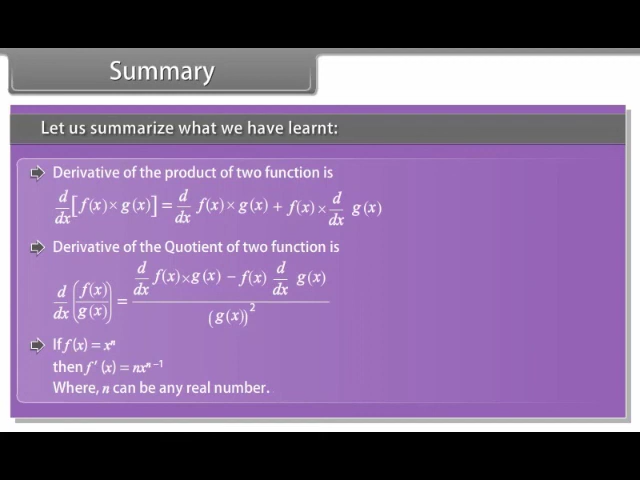 Summary
Let us summarize what we have learnt:
Derivative of the product of two function is
d/dx [f(x) × g(x)] = d/dx f(x) × g(x) + f(x) × d/dx g(x)
Derivative of the Quotient of two function is
d/dx (f(x)/g(x)) = (d/dx f(x) × g(x) − f(x) d/dx g(x)) / (g(x))²
If f (x) = xⁿ
then f ′ (x) = nxⁿ⁻¹
Where, n can be any real number.